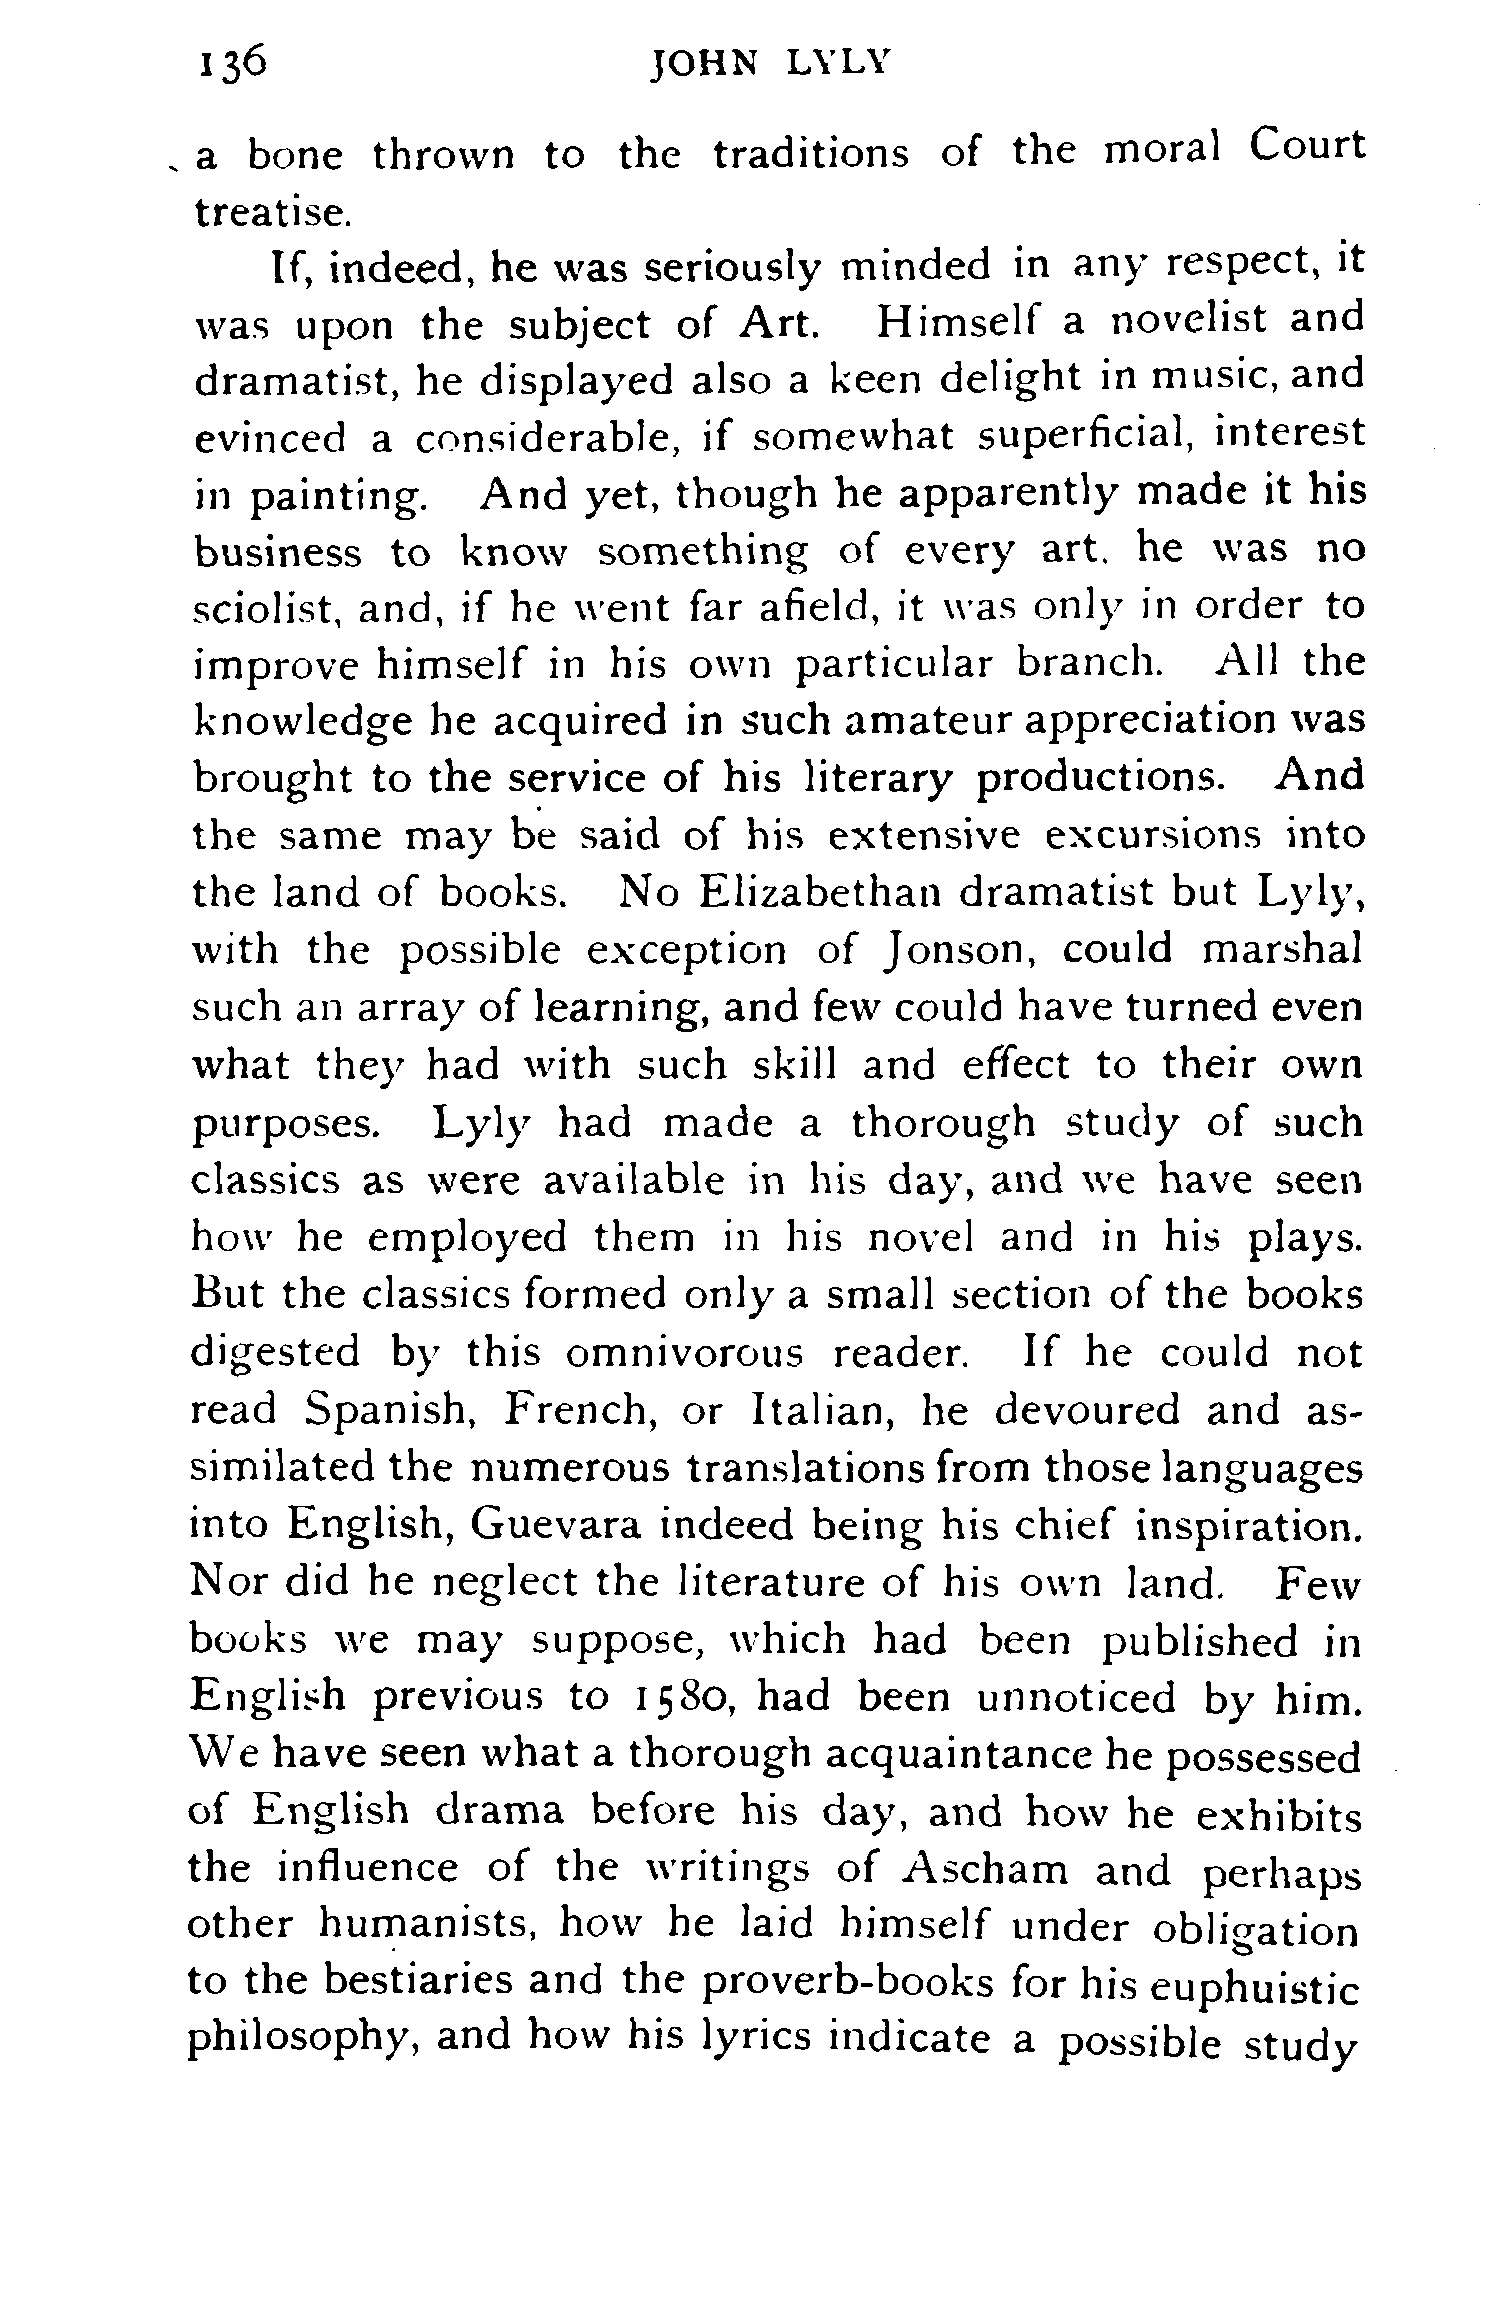 136 JOHN LYLY
a bone thrown to the traditions of the moral Court
treatise.
If, indeed, he was seriously minded in any respect, it
was upon the subject of Art. Himself a novelist and
dramatist, he displayed also a keen delight in music, and
evinced a considerable, if somewhat superficial, interest
in painting. And yet, though he apparently made it his
business to know something of every art, he was no
sciolist, and, if he went far afield, it was only in order to
improve himself in his own particular branch. All the
knowledge he acquired in such amateur appreciation was
brought to the service of his literary productions. And
the same may be said of his extensive excursions into
the land of books. No Elizabethan dramatist but Lyly,
with the possible exception of Jonson, could marshal
such an array of learning, and few could have turned even
what they had with such skill and effect to their own
purposes. Lyly had made a thorough study of such
classics as were available in his day, and we have seen
how he employed them in his novel and in his plays.
But the classics formed only a small section of the books
digested by this omnivorous reader. If he could not
read Spanish, French, or Italian, he devoured and as-
similated the numerous translations from those languages
into English, Guevara indeed being his chief inspiration.
Nor did he neglect the literature of his own land. Few
books we may suppose, which had been published in
English previous to 1580, had been unnoticed by him.
We have seen what a thorough acquaintance he possessed
of English drama before his day, and how he exhibits
the influence of the writings of Ascham and perhaps
other humanists, how he laid himself under obligation
to the bestiaries and the proverb-books for his euphuistic
philosophy, and how his lyrics indicate a possible study